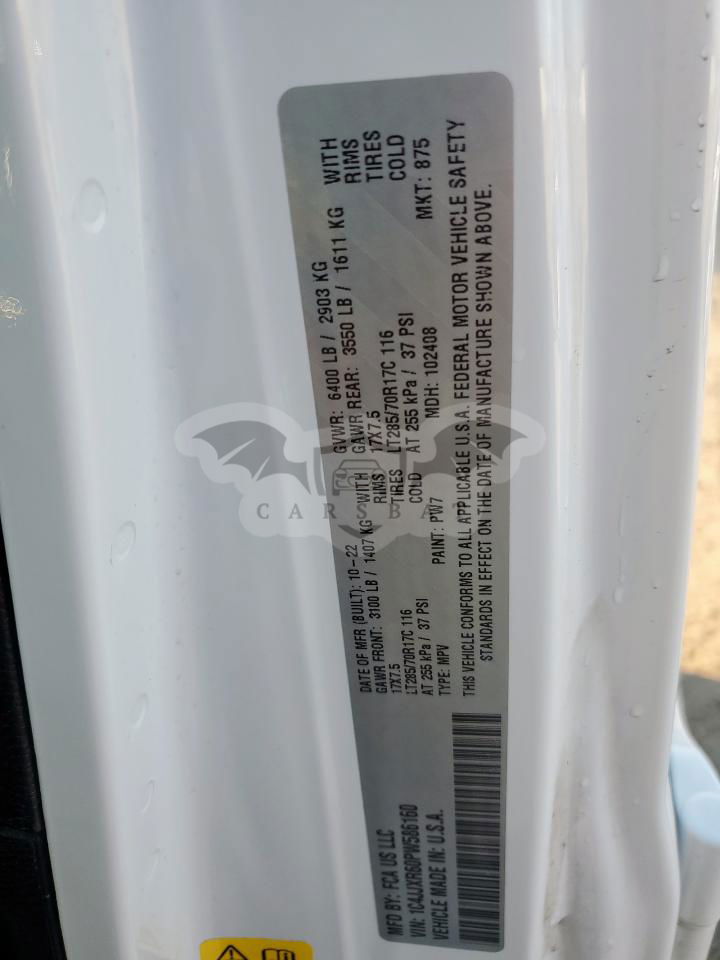 MFD BY: FCA US LLC
DATE OF MFR (BUILT): 10-22 GVWR: 6400 LB / 2903 KG
GAWR FRONT: 3100 LB / 1407 KG WITH GAWR REAR: 3550 LB / 1611 KG WITH
17X7.5 RIMS 17X7.5 RIMS
LT285/70R17C 116 TIRES LT285/70R17C 116 TIRES
AT 255 kPa / 37 PSI COLD AT 255 kPa / 37 PSI COLD
VIN: 1C4JJXR60PW586160 TYPE: MPV PAINT: PW7 MDH: 102408 MKT: 875
VEHICLE MADE IN: U.S.A.
THIS VEHICLE CONFORMS TO ALL APPLICABLE U.S.A. FEDERAL MOTOR VEHICLE SAFETY
STANDARDS IN EFFECT ON THE DATE OF MANUFACTURE SHOWN ABOVE.